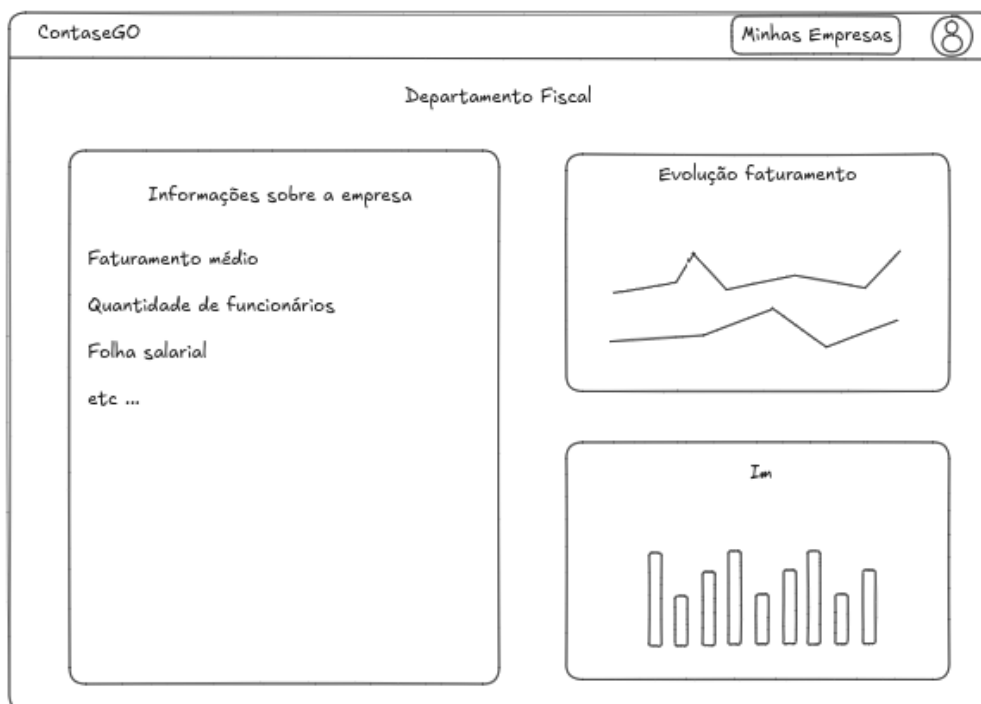 ContaseGO
Minhas Empresas
Departamento Fiscal
Informações sobre a empresa
Faturamento médio
Quantidade de funcionários
Folha salarial
etc ...
Evolução faturamento
Im